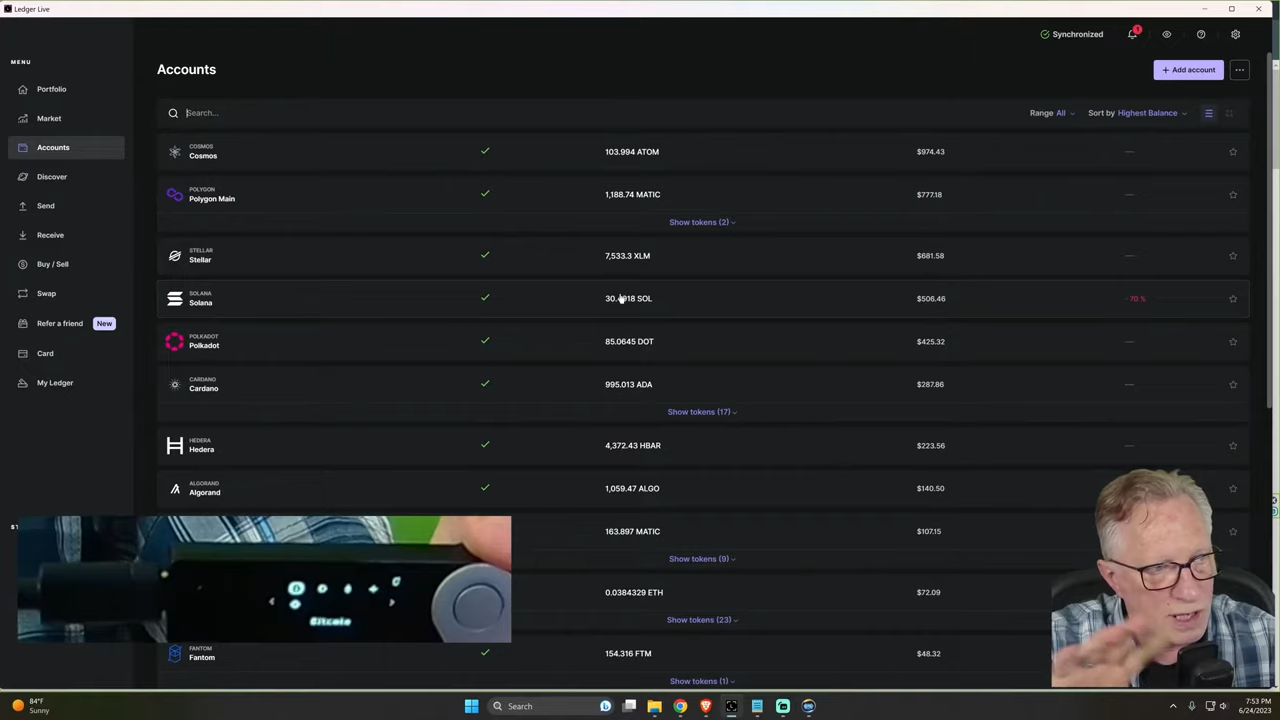 Ledger Live
Synchronized
1
MENU
Portfolio
Market
Accounts
Discover
Send
Receive
Buy / Sell
Swap
Refer a friend New
Card
My Ledger
Accounts
+ Add account
Search...
Range All
Sort by Highest Balance
COSMOS
Cosmos
103.994 ATOM
$974.43
POLYGON
Polygon Main
1,188.74 MATIC
$777.18
Show tokens (2)
STELLAR
Stellar
7,533.3 XLM
$681.58
SOLANA
Solana
SOL
$506.46
- 70 %
POLKADOT
Polkadot
85.0645 DOT
$425.32
CARDANO
Cardano
995.013 ADA
$287.86
Show tokens (17)
HEDERA
Hedera
4,372.43 HBAR
$223.56
ALGORAND
Algorand
1,059.47 ALGO
$140.50
163.897 MATIC
$107.15
Show tokens (9)
0.0384329 ETH
$72.09
Show tokens (23)
Fantom
154.316 FTM
$48.32
Show tokens (1)
Bitcoin
84°F
Sunny
Search
7:53 PM
6/24/2023